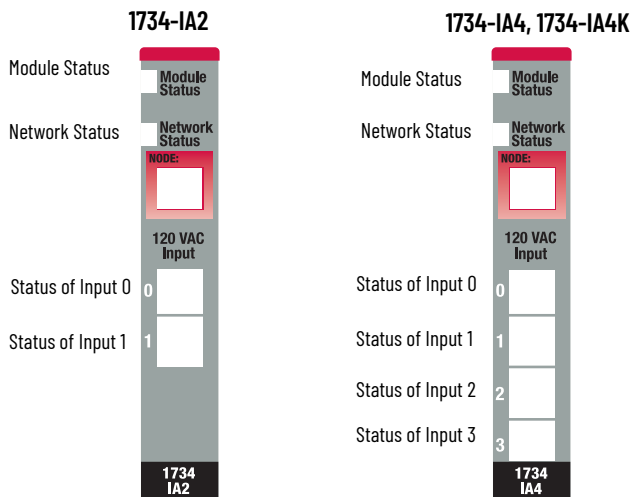 1734-IA2
Module Status
Module
Status
Network Status
Network
Status
NODE:
120 VAC
Input
Status of Input 0
0
Status of Input 1
1
1734
IA2
1734-IA4, 1734-IA4K
Module Status
Module
Status
Network Status
Network
Status
NODE:
120 VAC
Input
Status of Input 0
0
Status of Input 1
1
Status of Input 2
2
Status of Input 3
3
1734
IA4